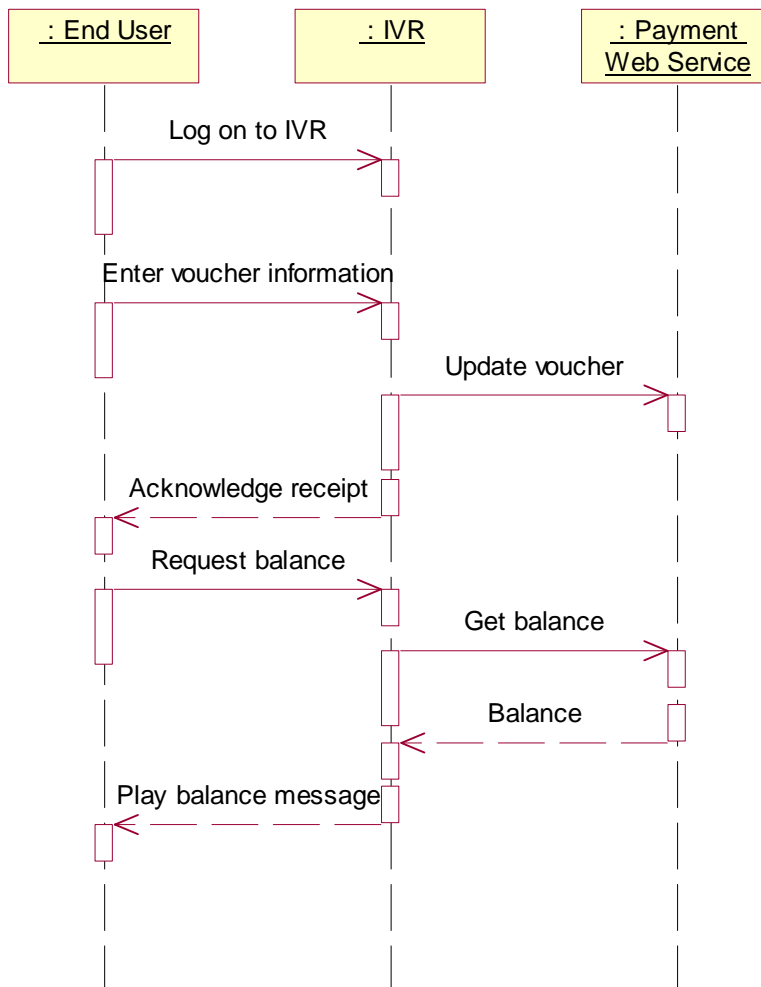 : End User
: IVR
: Payment
Web Service
Log on to IVR
Enter voucher information
Update voucher
Acknowledge receipt
Request balance
Get balance
Balance
Play balance message